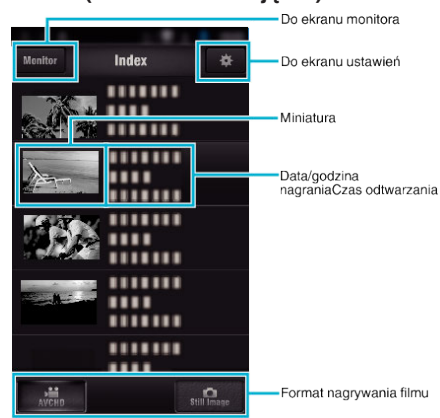 Do ekranu monitora
Monitor
Index
Do ekranu ustawień
Miniatura
Data/godzina
nagraniaCzas odtwarzania
AVCHD
Still Image
Format nagrywania filmu